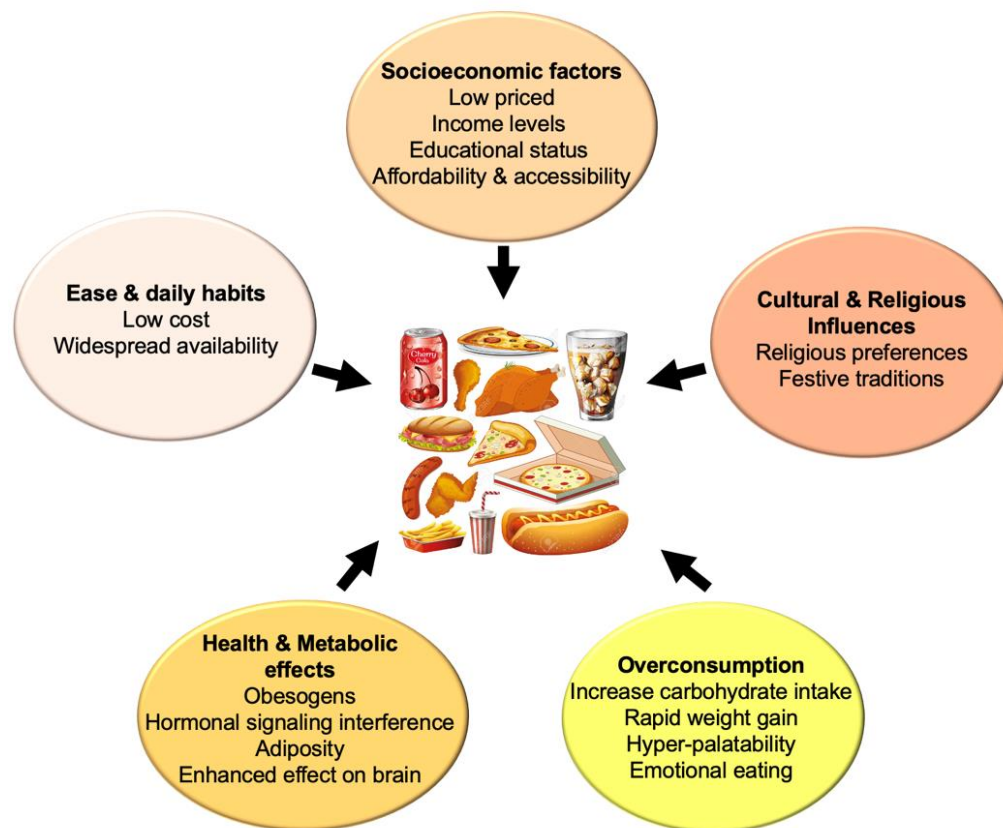 Socioeconomic factors
Low priced
Income levels
Educational status
Affordability & accessibility
Ease & daily habits
Low cost
Widespread availability
Cultural & Religious
Influences
Religious preferences
Festive traditions
Cherry
Health & Metabolic
effects
Obesogens
Hormonal signaling interference
Adiposity
Enhanced effect on brain
Overconsumption
Increase carbohydrate intake
Rapid weight gain
Hyper-palatability
Emotional eating